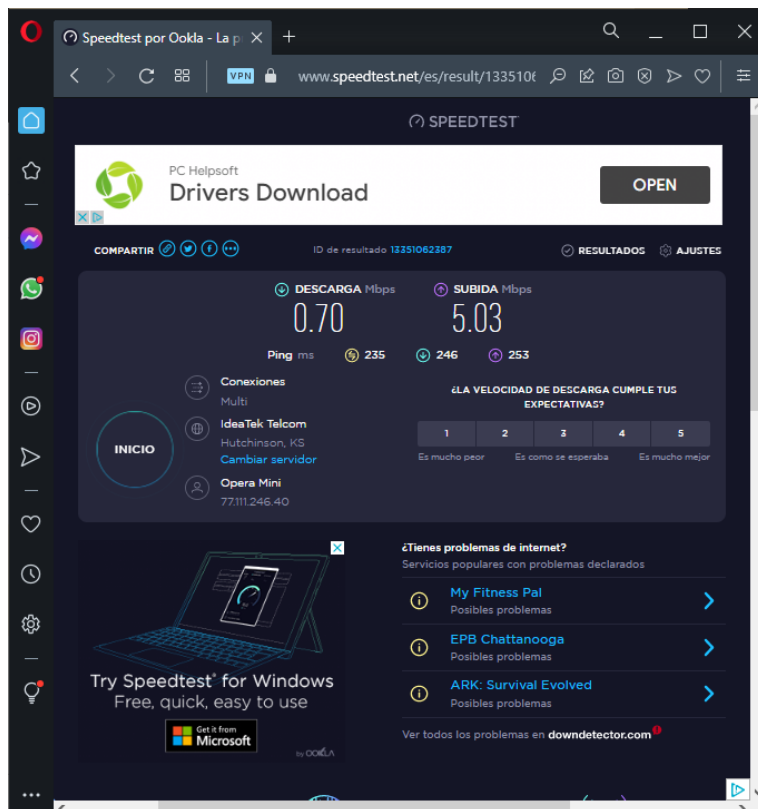 Speedtest por Ookla - La p
VPN
www.speedtest.net/es/result/1335106
SPEEDTEST
PC Helpsoft
Drivers Download
OPEN
COMPARTIR
ID de resultado 13351062387
RESULTADOS
AJUSTES
DESCARGA Mbps
SUBIDA Mbps
0.70
5.03
Ping ms 235 246 253
Conexiones
Multi
IdeaTek Telcom
Hutchinson, KS
Cambiar servidor
Opera Mini
77.111.246.40
INICIO
¿LA VELOCIDAD DE DESCARGA CUMPLE TUS
EXPECTATIVAS?
1 2 3 4 5
Es mucho peor Es como se esperaba Es mucho mejor
Try Speedtest® for Windows
Free, quick, easy to use
Get it from
Microsoft
by OOKLA
¿Tienes problemas de internet?
Servicios populares con problemas declarados
My Fitness Pal
Posibles problemas
EPB Chattanooga
Posibles problemas
ARK: Survival Evolved
Posibles problemas
Ver todos los problemas en downdetector.com